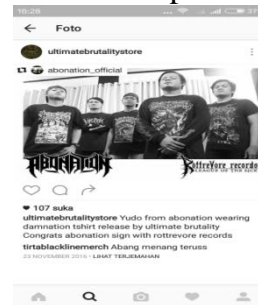 16:26
← Foto
ultimatebrutalitystore
abonation_official
ABONATION
RottreVore records
107 suka
ultimatebrutalitystore Yudo from abonation wearing
damnation tshirt release by ultimate brutality
Congrats abonation sign with rottrevore records
tirtablacklinemerch Abang menang teruss
23 NOVEMBER 2016 • LIHAT TERJEMAHAN